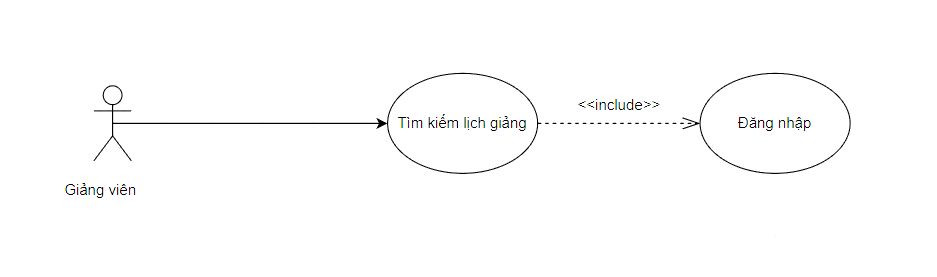 <<include>>
Tìm kiếm lịch giảng
Đăng nhập
Giảng viên